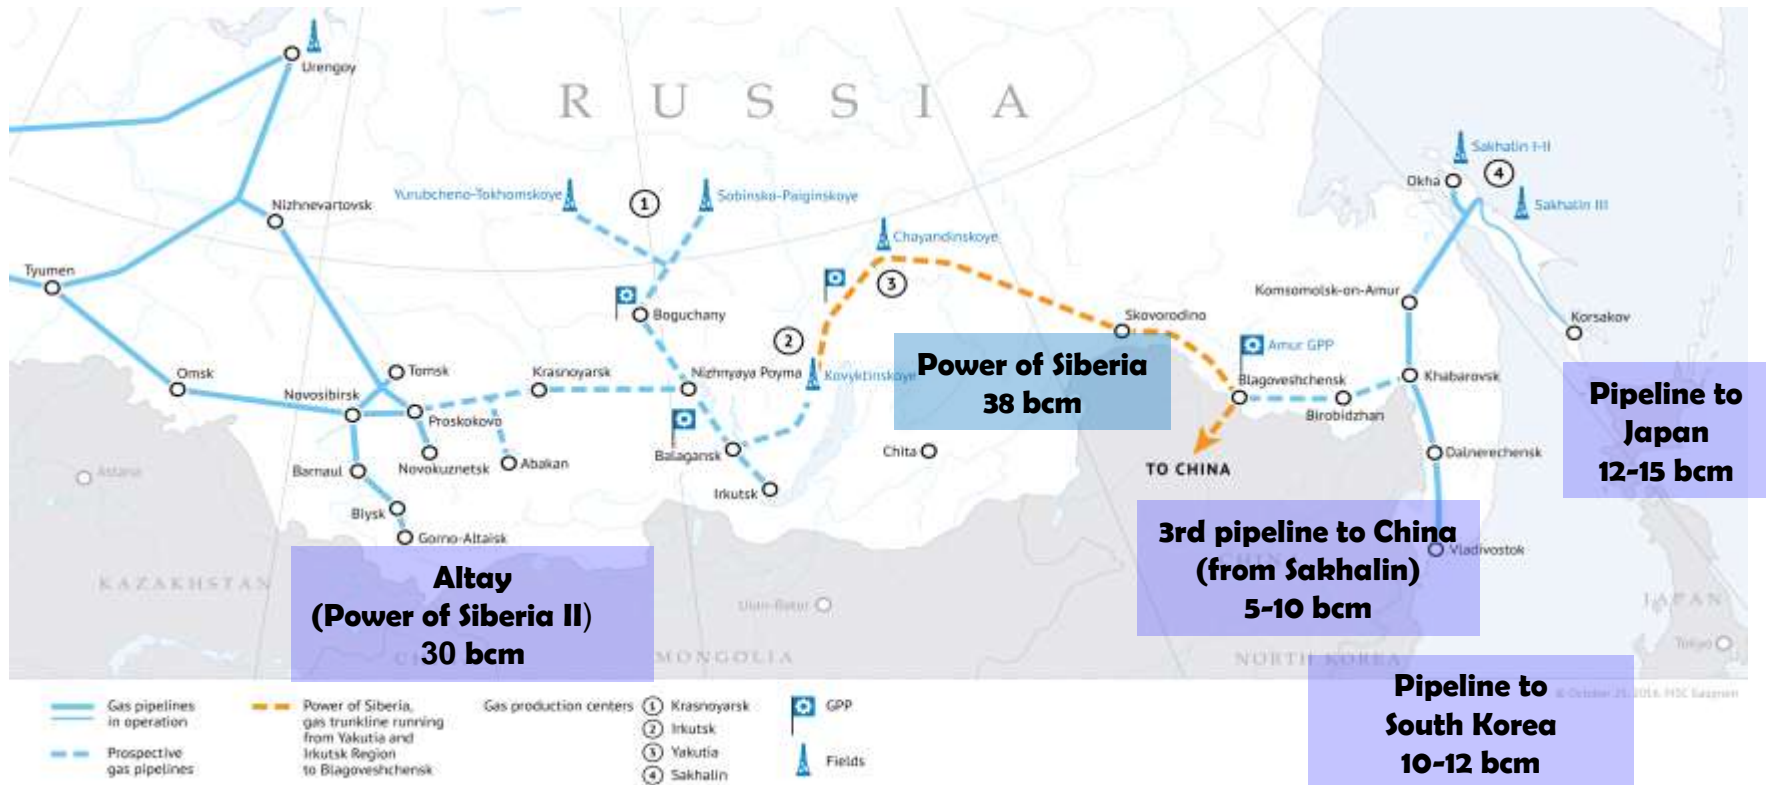 RUSSIA
Urengoy
Sakhalin I-II
Okha
4
Sakhalin III
Yurubcheno-Tokhomskoye
1
Sobinsko-Paiginskoye
Nizhnevartovsk
Chayandinskoye
3
Tyumen
Komsomolsk-on-Amur
Boguchany
Skovorodino
Korsakov
2
Amur GPP
Omsk
Tomsk
Krasnoyarsk
Nizhnyaya Poyma
Kovyktinskoye
Power of Siberia
38 bcm
Blagoveshchensk
Khabarovsk
Novosibirsk
Proskokovo
Birobidzhan
Pipeline to
Japan
12-15 bcm
Barnaul
Novokuznetsk
Abakan
Balagansk
Chita
Dalnerechensk
TO CHINA
Astana
Irkutsk
Biysk
Gorno-Altaisk
3rd pipeline to China
(from Sakhalin)
5-10 bcm
Vladivostok
KAZAKHSTAN
Altay
(Power of Siberia II)
30 bcm
Ulan-Bator
JAPAN
Tokyo
MONGOLIA
NORTH KOREA
Pipeline to
South Korea
10-12 bcm
Gas pipelines
in operation
Prospective
gas pipelines
Power of Siberia,
gas trunkline running
from Yakutia and
Irkutsk Region
to Blagoveshchensk
Gas production centers
1 Krasnoyarsk
2 Irkutsk
3 Yakutia
4 Sakhalin
GPP
Fields